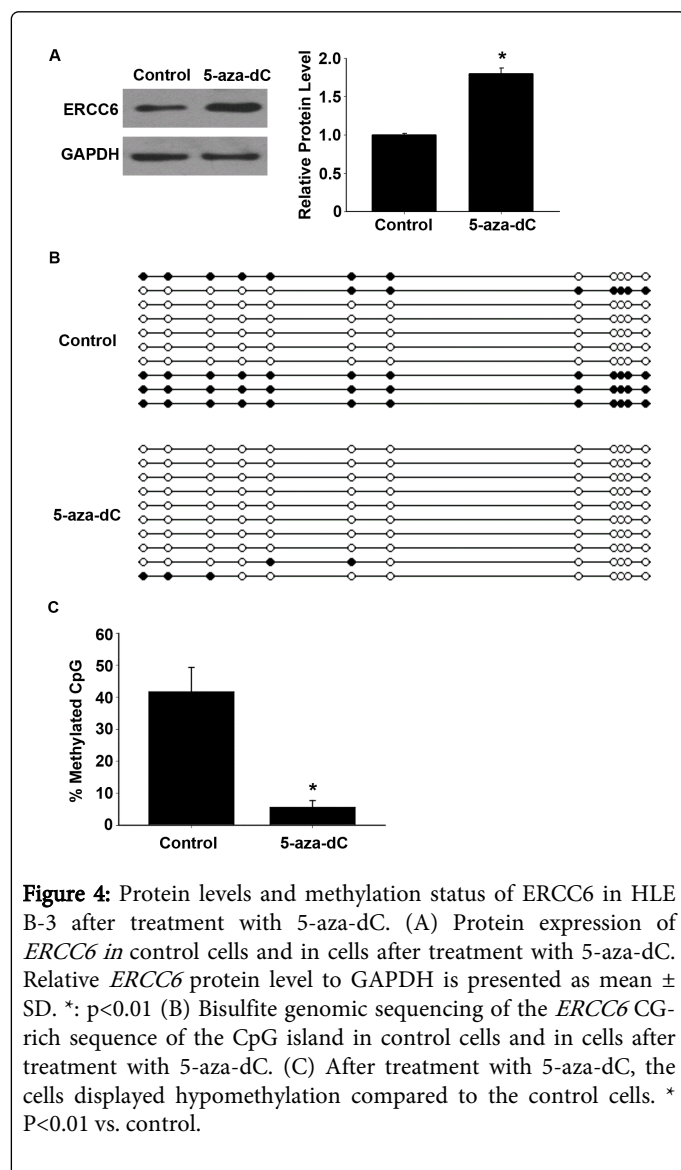 A
Control 5-aza-dC
ERCC6
GAPDH
Relative Protein Level
2.0
1.5
1.0
0.5
0
*
Control 5-aza-dC
B
Control
5-aza-dC
C
% Methylated CpG
60
50
40
30
20
10
0
*
Control 5-aza-dC
Figure 4: Protein levels and methylation status of ERCC6 in HLE
B-3 after treatment with 5-aza-dC. (A) Protein expression of
ERCC6 in control cells and in cells after treatment with 5-aza-dC.
Relative ERCC6 protein level to GAPDH is presented as mean ±
SD. *: p<0.01 (B) Bisulfite genomic sequencing of the ERCC6 CG-
rich sequence of the CpG island in control cells and in cells after
treatment with 5-aza-dC. (C) After treatment with 5-aza-dC, the
cells displayed hypomethylation compared to the control cells. *
P<0.01 vs. control.